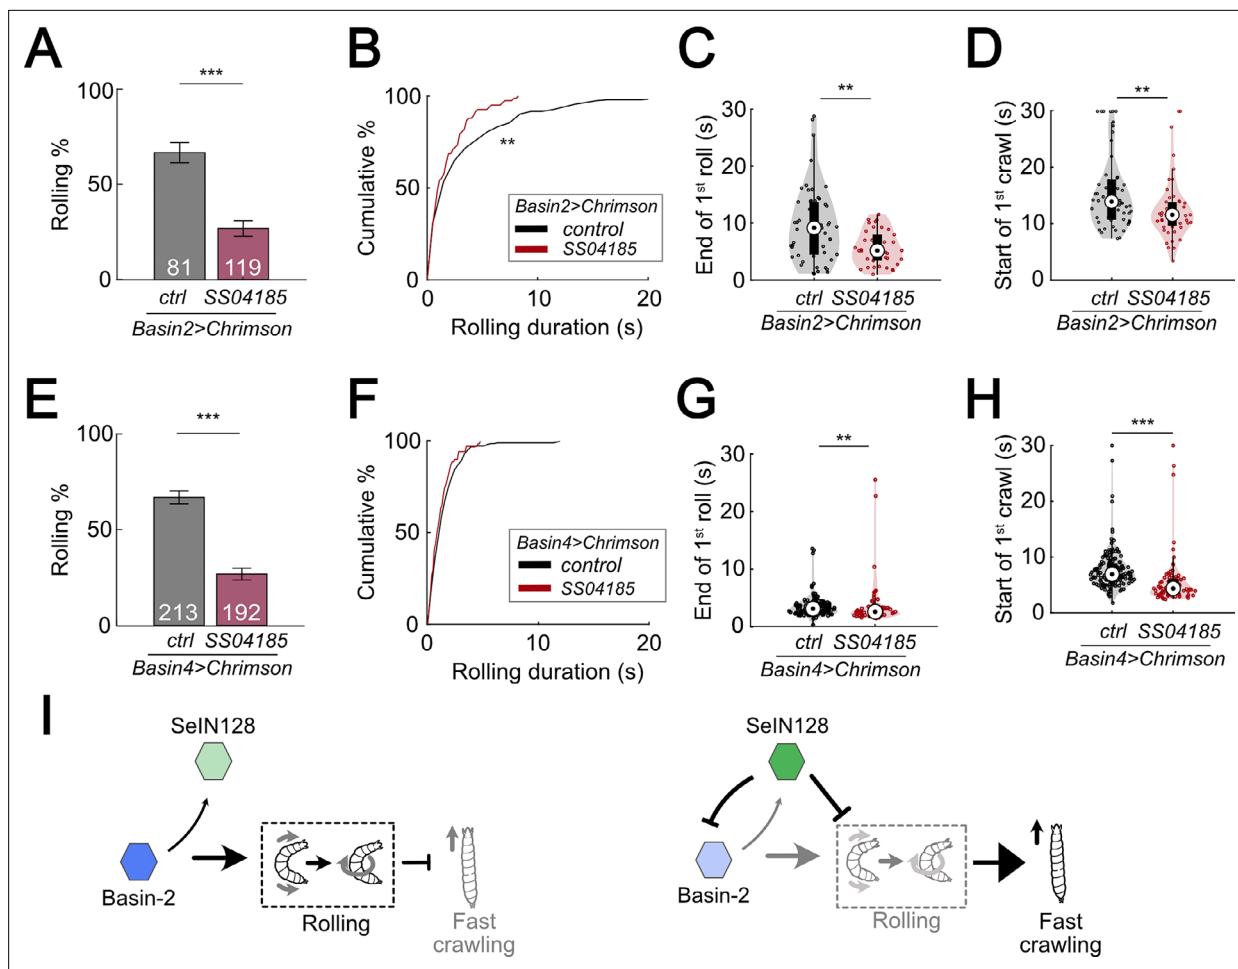 A
***
100
50
0
Rolling %
81
119
ctrl SS04185
Basin2>Chrimson
B
100
50
0
Cumulative %
**
Basin2>Chrimson
control
SS04185
0 10 20
Rolling duration (s)
C
**
30
20
10
0
End of 1st roll (s)
ctrl SS04185
Basin2>Chrimson
D
**
30
20
10
0
Start of 1st crawl (s)
ctrl SS04185
Basin2>Chrimson
E
***
100
50
0
Rolling %
213
192
ctrl SS04185
Basin4>Chrimson
F
100
50
0
Cumulative %
Basin4>Chrimson
control
SS04185
0 10 20
Rolling duration (s)
G
**
30
20
10
0
End of 1st roll (s)
ctrl SS04185
Basin4>Chrimson
H
***
30
20
10
0
Start of 1st crawl (s)
ctrl SS04185
Basin4>Chrimson
I
SeIN128
Basin-2
Rolling
Fast
crawling
SeIN128
Basin-2
Rolling
Fast
crawling